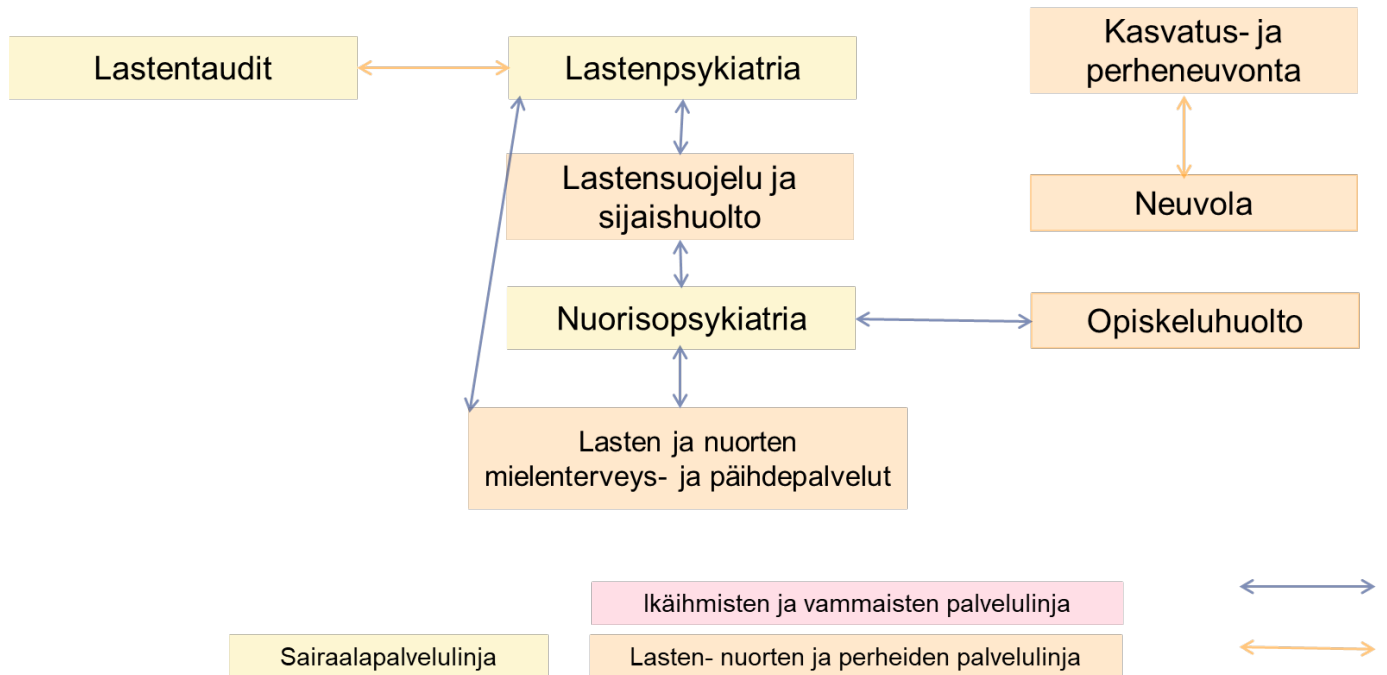 Lastentaudit
Lastenpsykiatria
Kasvatus- ja
perheneuvonta
Lastensuojelu ja
sijaishuolto
Neuvola
Nuorisopsykiatria
Opiskeluhuolto
Lasten ja nuorten
mielenterveys- ja päihdepalvelut
Ikäihmisten ja vammaisten palvelulinja
Sairaalapalvelulinja
Lasten- nuorten ja perheiden palvelulinja